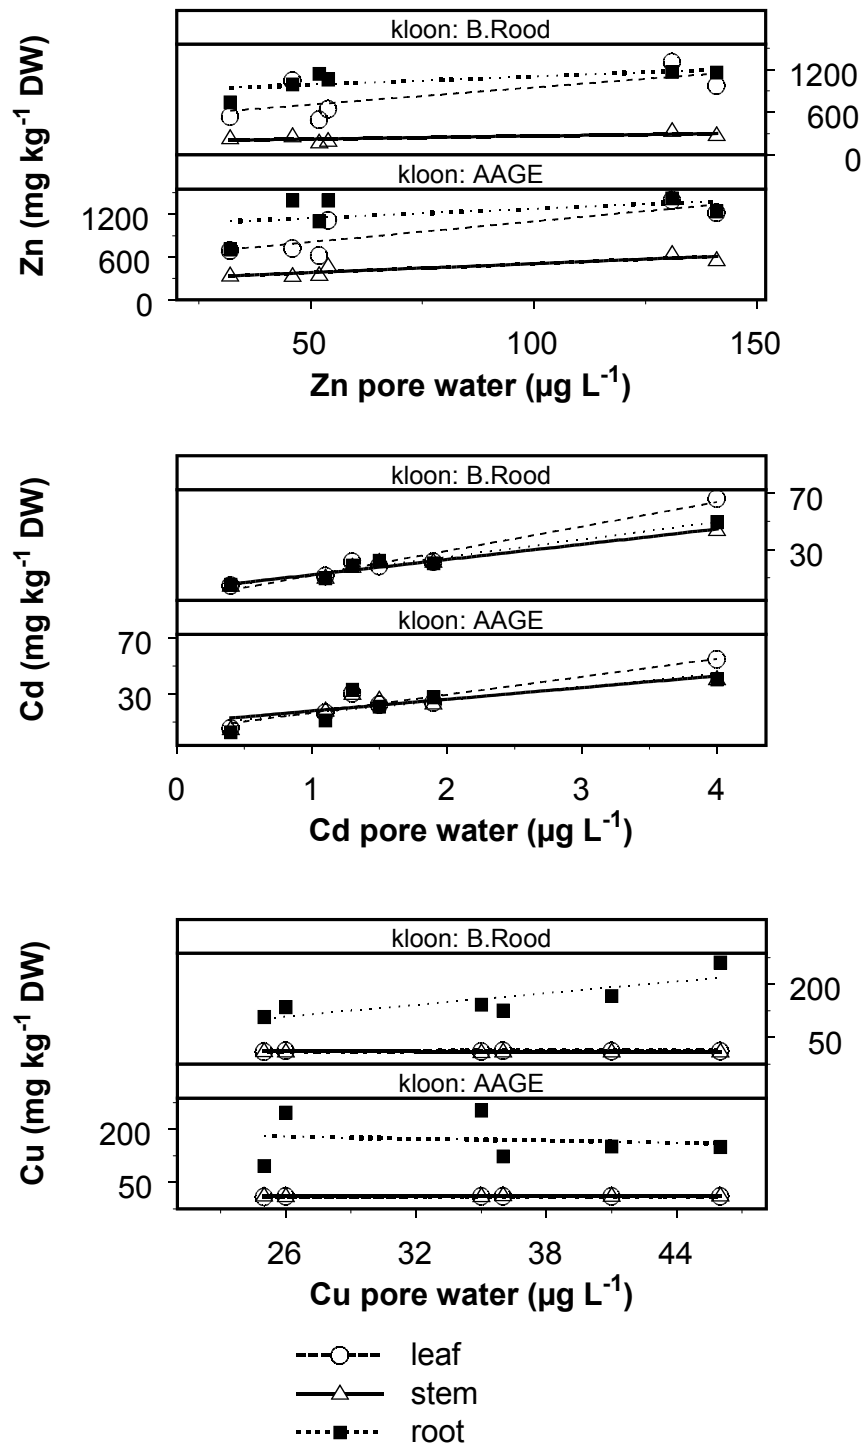 kloon: B.Rood
1200
600
0
kloon: AAGE
1200
600
0
Zn (mg kg⁻¹ DW)
50 100 150
Zn pore water (µg L⁻¹)
kloon: B.Rood
70
30
kloon: AAGE
70
30
Cd (mg kg⁻¹ DW)
0 1 2 3 4
Cd pore water (µg L⁻¹)
kloon: B.Rood
200
50
kloon: AAGE
200
50
Cu (mg kg⁻¹ DW)
26 32 38 44
Cu pore water (µg L⁻¹)
leaf
stem
root